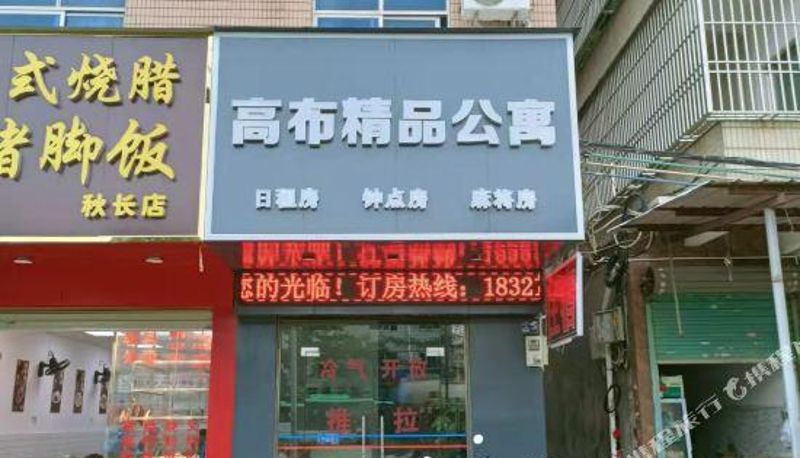 式烧腊
猪脚饭
秋长店
高布精品公寓
日程房 钟点房 麻将房
您的光临！订房热线：18321
冷气开放
推 拉
携程旅行